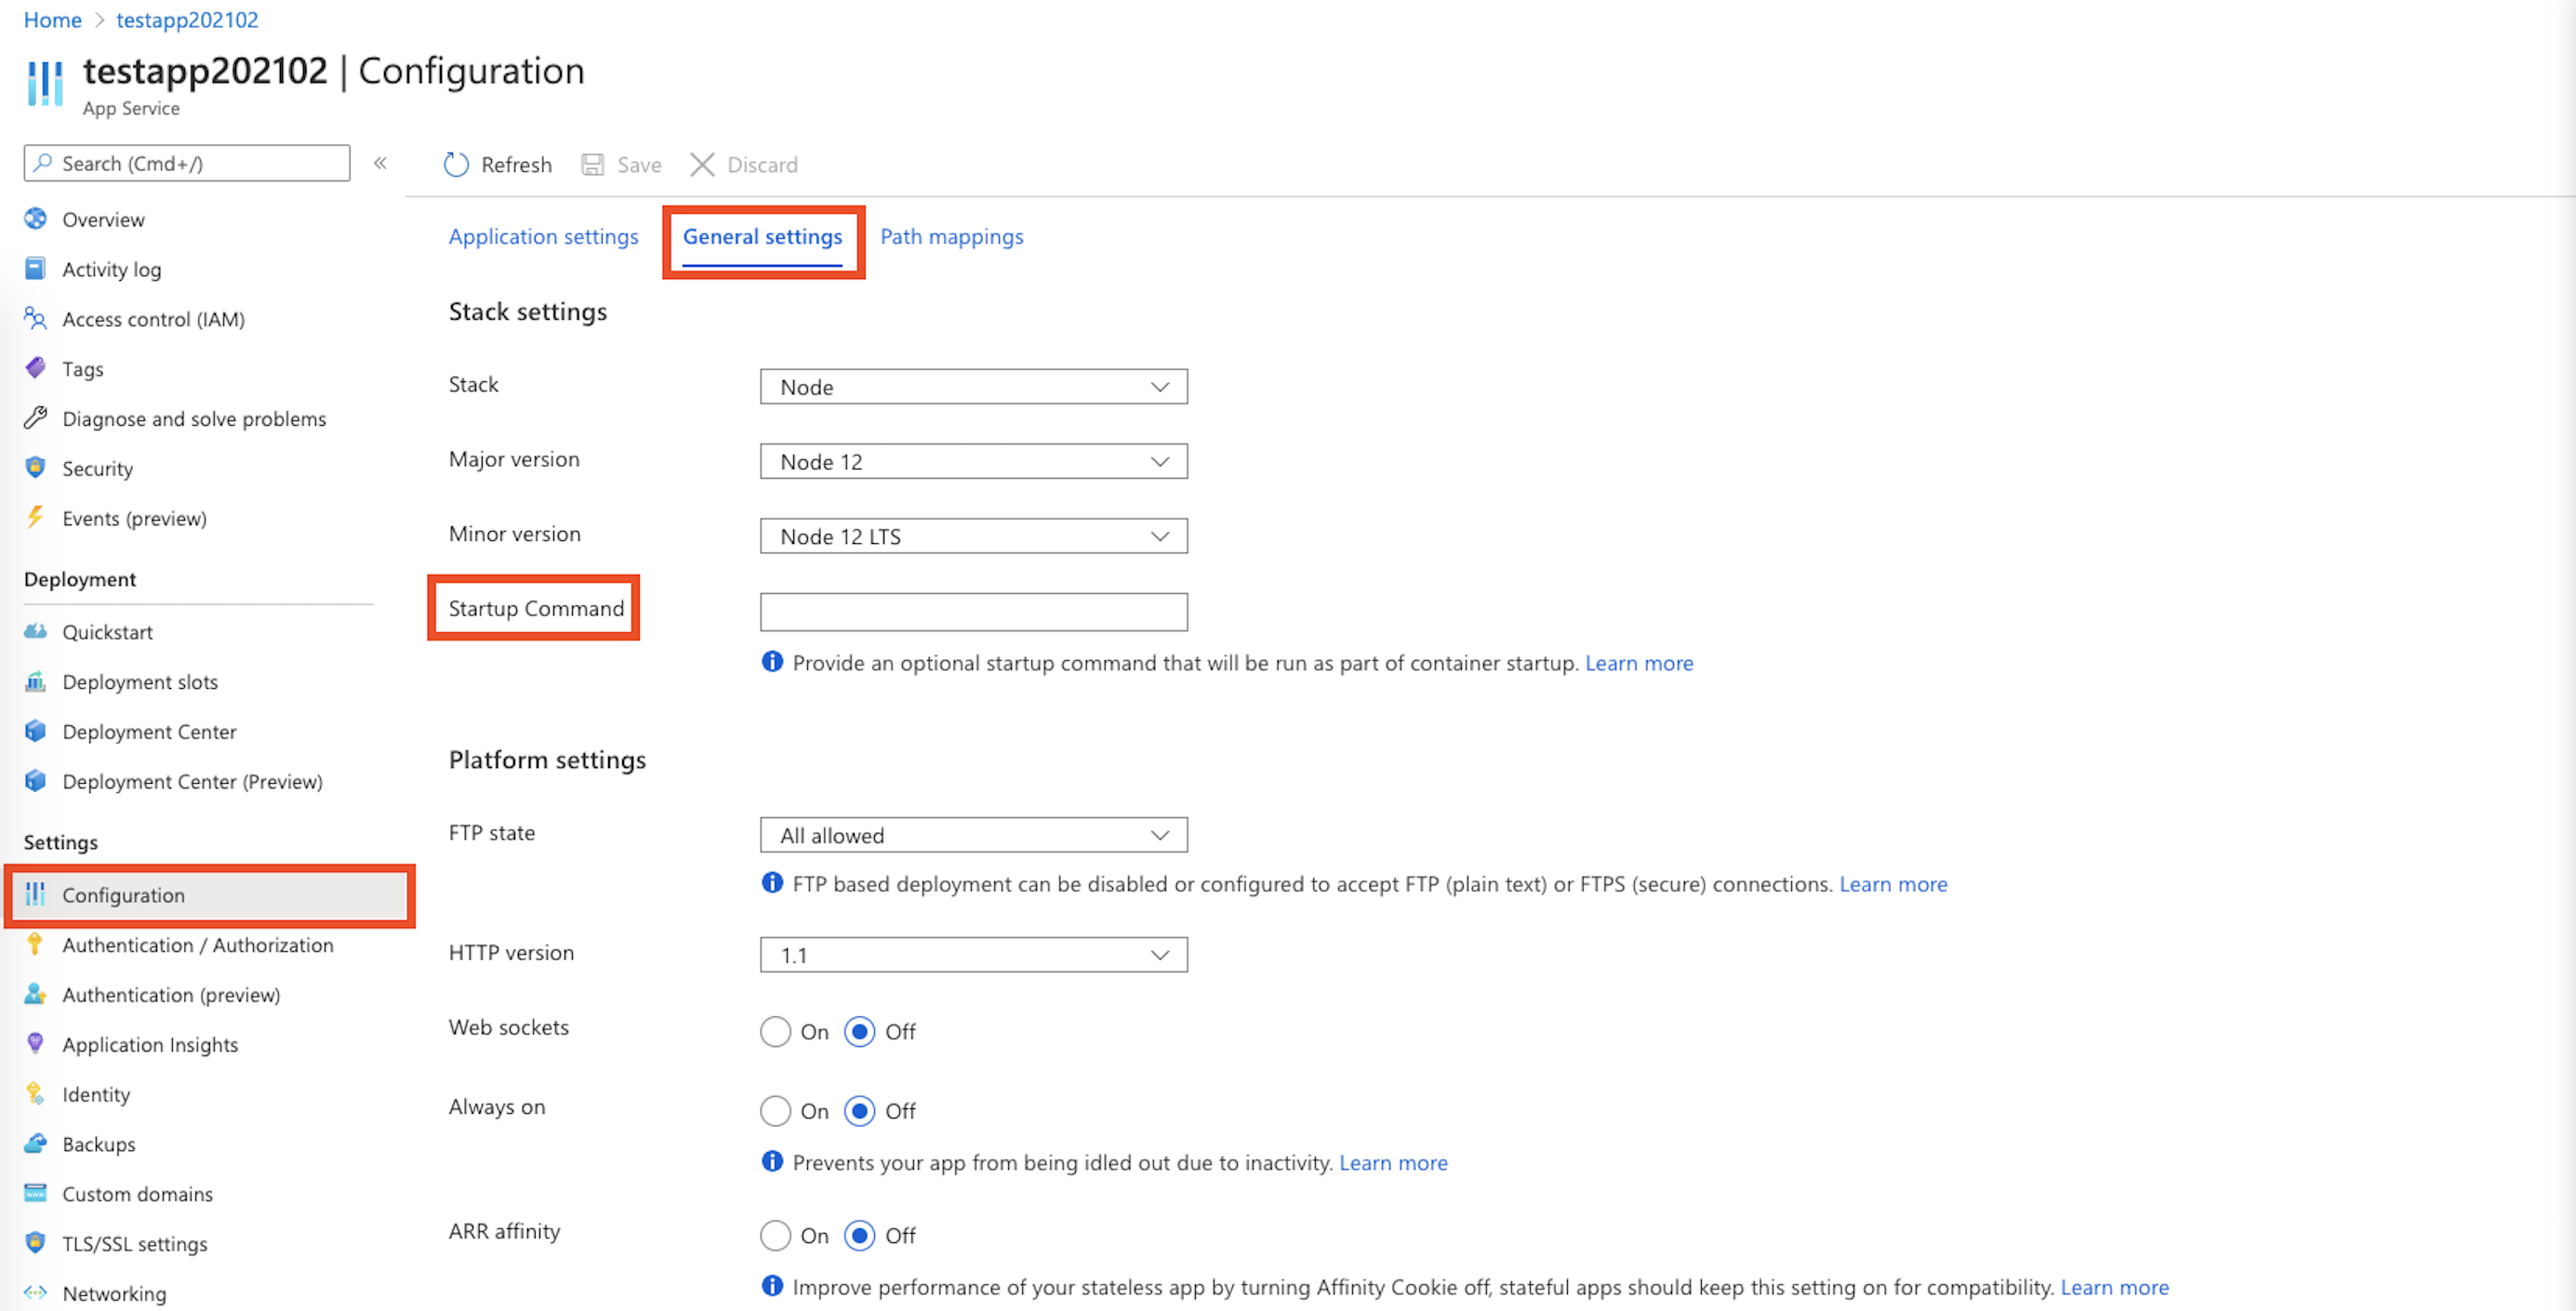 Home > testapp202102
testapp202102 | Configuration
App Service
Search (Cmd+/)
«
Overview
Activity log
Access control (IAM)
Tags
Diagnose and solve problems
Security
Events (preview)
Deployment
Quickstart
Deployment slots
Deployment Center
Deployment Center (Preview)
Settings
Configuration
Authentication / Authorization
Authentication (preview)
Application Insights
Identity
Backups
Custom domains
TLS/SSL settings
Networking
Refresh Save Discard
Application settings General settings Path mappings
Stack settings
Stack Node
Major version Node 12
Minor version Node 12 LTS
Startup Command
Provide an optional startup command that will be run as part of container startup. Learn more
Platform settings
FTP state All allowed
FTP based deployment can be disabled or configured to accept FTP (plain text) or FTPS (secure) connections. Learn more
HTTP version 1.1
Web sockets On Off
Always on On Off
Prevents your app from being idled out due to inactivity. Learn more
ARR affinity On Off
Improve performance of your stateless app by turning Affinity Cookie off, stateful apps should keep this setting on for compatibility. Learn more